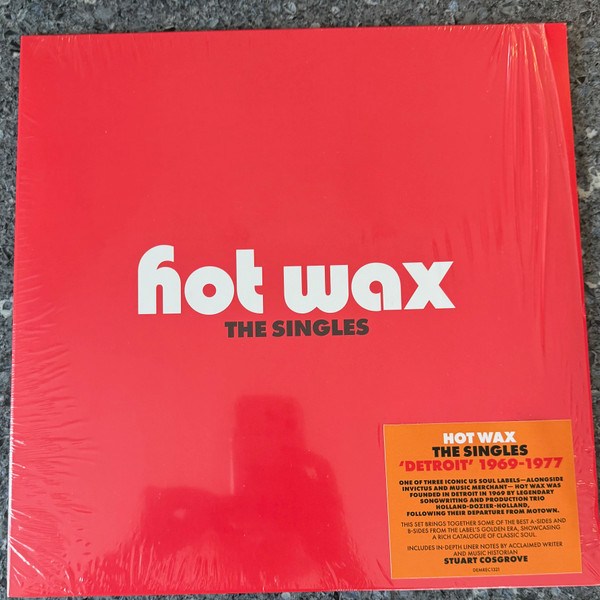 hot wax
THE SINGLES
HOT WAX
THE SINGLES
‘DETROIT’ 1969-1977
ONE OF THREE ICONIC US SOUL LABELS—ALONGSIDE
INVICTUS AND MUSIC MERCHANT— HOT WAX WAS
FOUNDED IN DETROIT IN 1969 BY LEGENDARY
SONGWRITING AND PRODUCTION TRIO
HOLLAND-DOZIER-HOLLAND,
FOLLOWING THEIR DEPARTURE FROM MOTOWN.
THIS SET BRINGS TOGETHER SOME OF THE BEST A-SIDES AND
B-SIDES FROM THE LABEL'S GOLDEN ERA, SHOWCASING
A RICH CATALOGUE OF CLASSIC SOUL.
INCLUDES IN-DEPTH LINER NOTES BY ACCLAIMED WRITER
AND MUSIC HISTORIAN
STUART COSGROVE